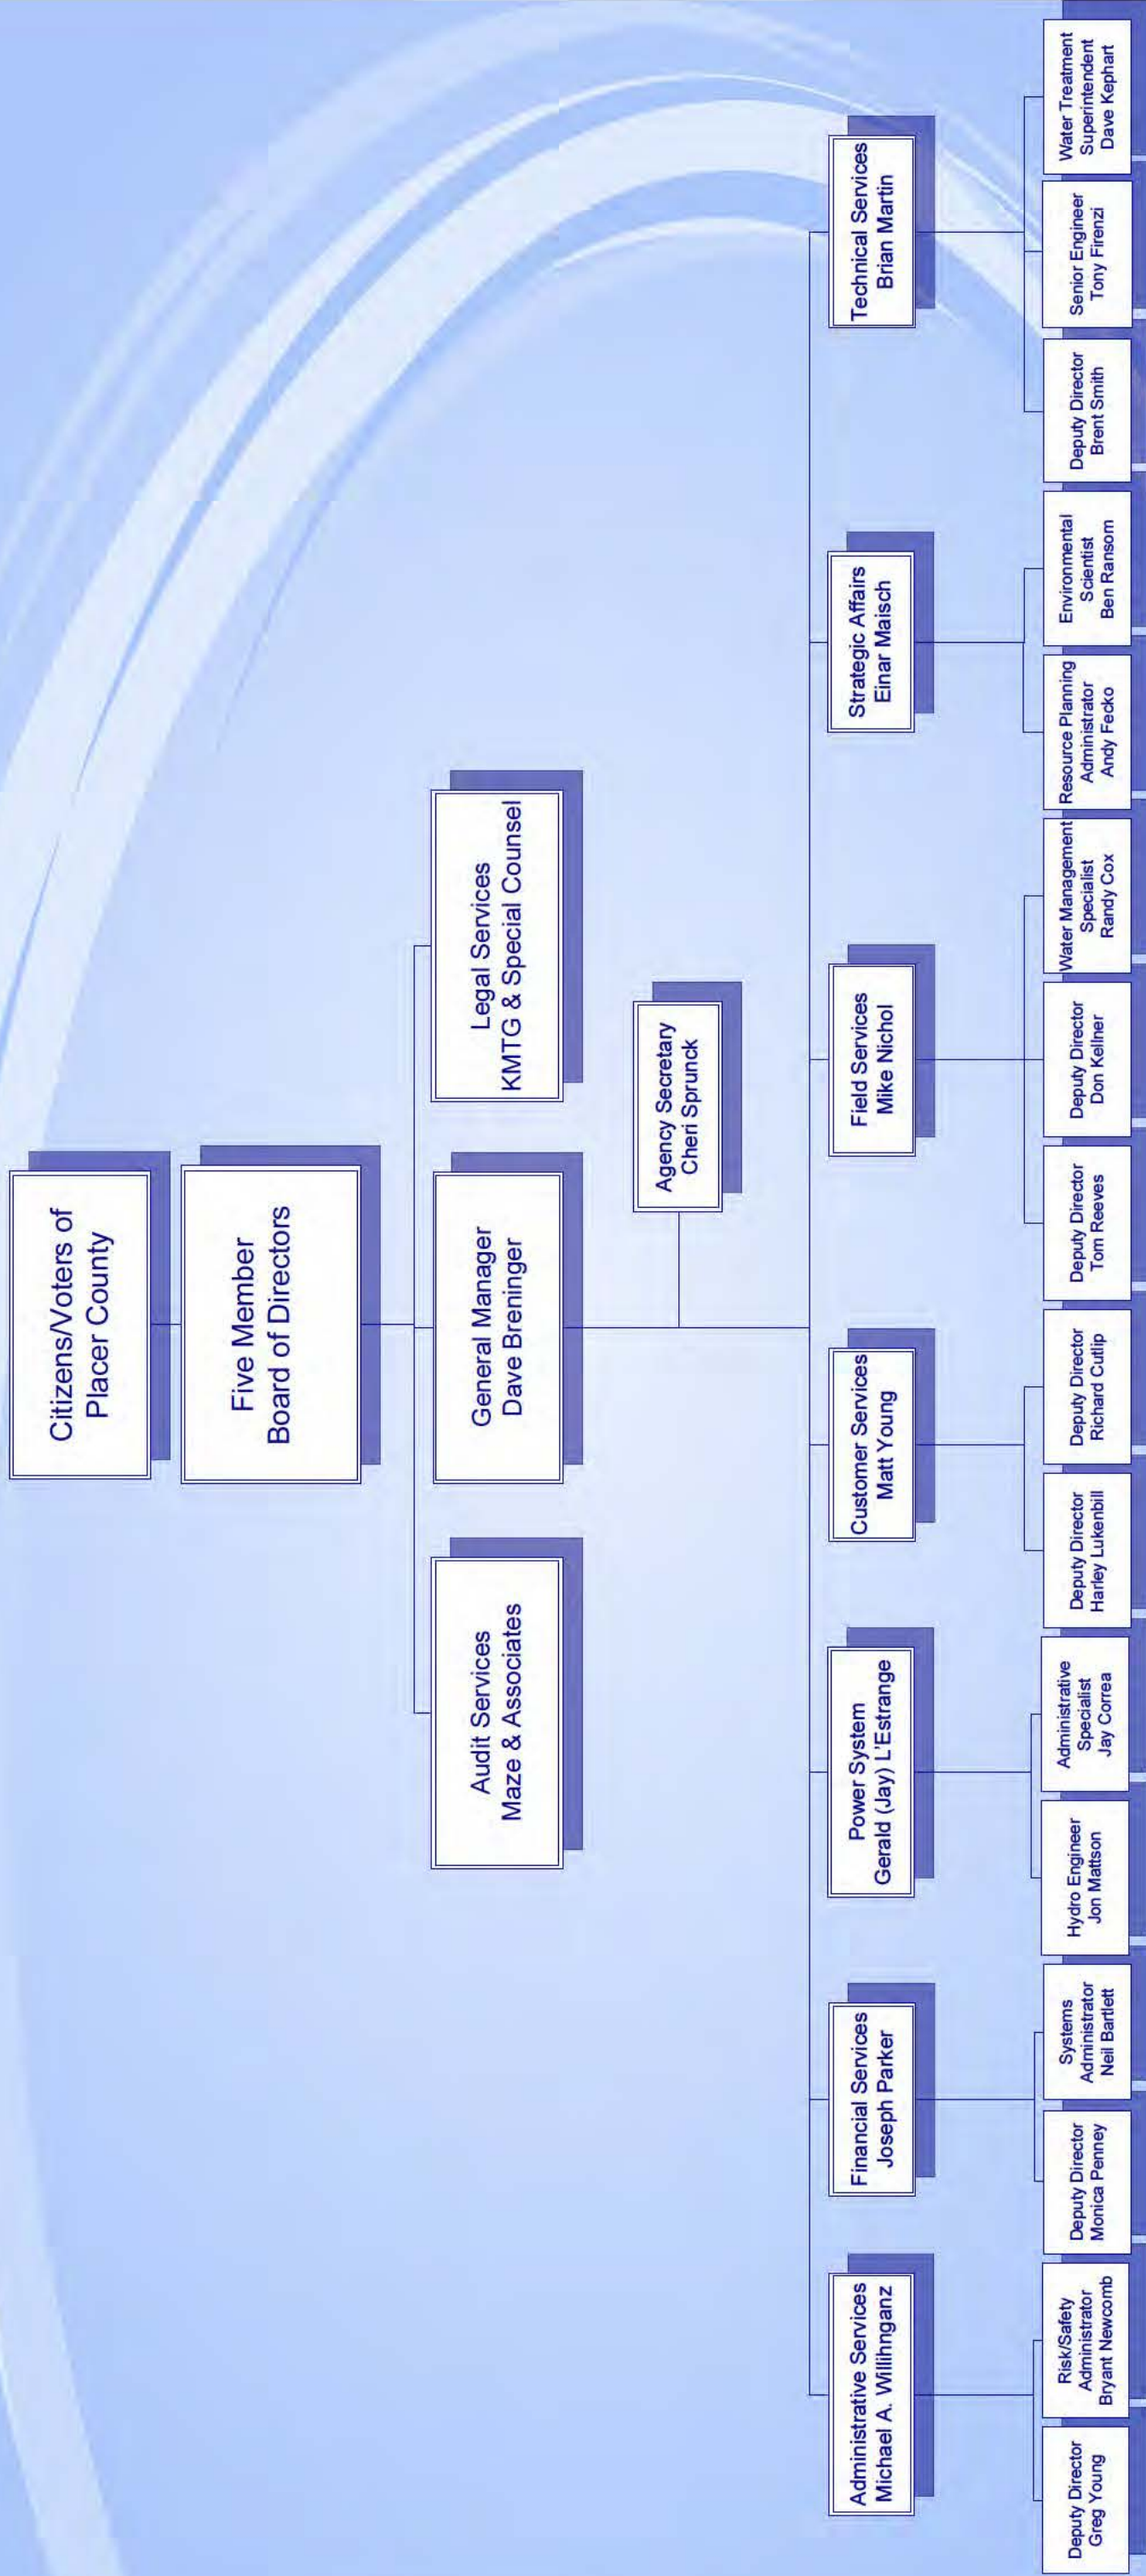 Citizens/Voters of
Placer County
Five Member
Board of Directors
Audit Services
Maze & Associates
General Manager
Dave Breninger
Legal Services
KMTG & Special Counsel
Agency Secretary
Cheri Sprunck
Administrative Services
Michael A. Willihnganz
Financial Services
Joseph Parker
Power System
Gerald (Jay) L'Estrange
Customer Services
Matt Young
Field Services
Mike Nichol
Strategic Affairs
Einar Maisch
Technical Services
Brian Martin
Deputy Director
Greg Young
Risk/Safety
Administrator
Bryant Newcomb
Deputy Director
Monica Penney
Systems
Administrator
Neil Bartlett
Hydro Engineer
Jon Mattson
Administrative
Specialist
Jay Correa
Deputy Director
Harley Lukenbill
Deputy Director
Richard Cutlip
Deputy Director
Tom Reeves
Deputy Director
Don Kellner
Water Management
Specialist
Randy Cox
Resource Planning
Administrator
Andy Fecko
Environmental
Scientist
Ben Ransom
Deputy Director
Brent Smith
Senior Engineer
Tony Firenzi
Water Treatment
Superintendent
Dave Kephart